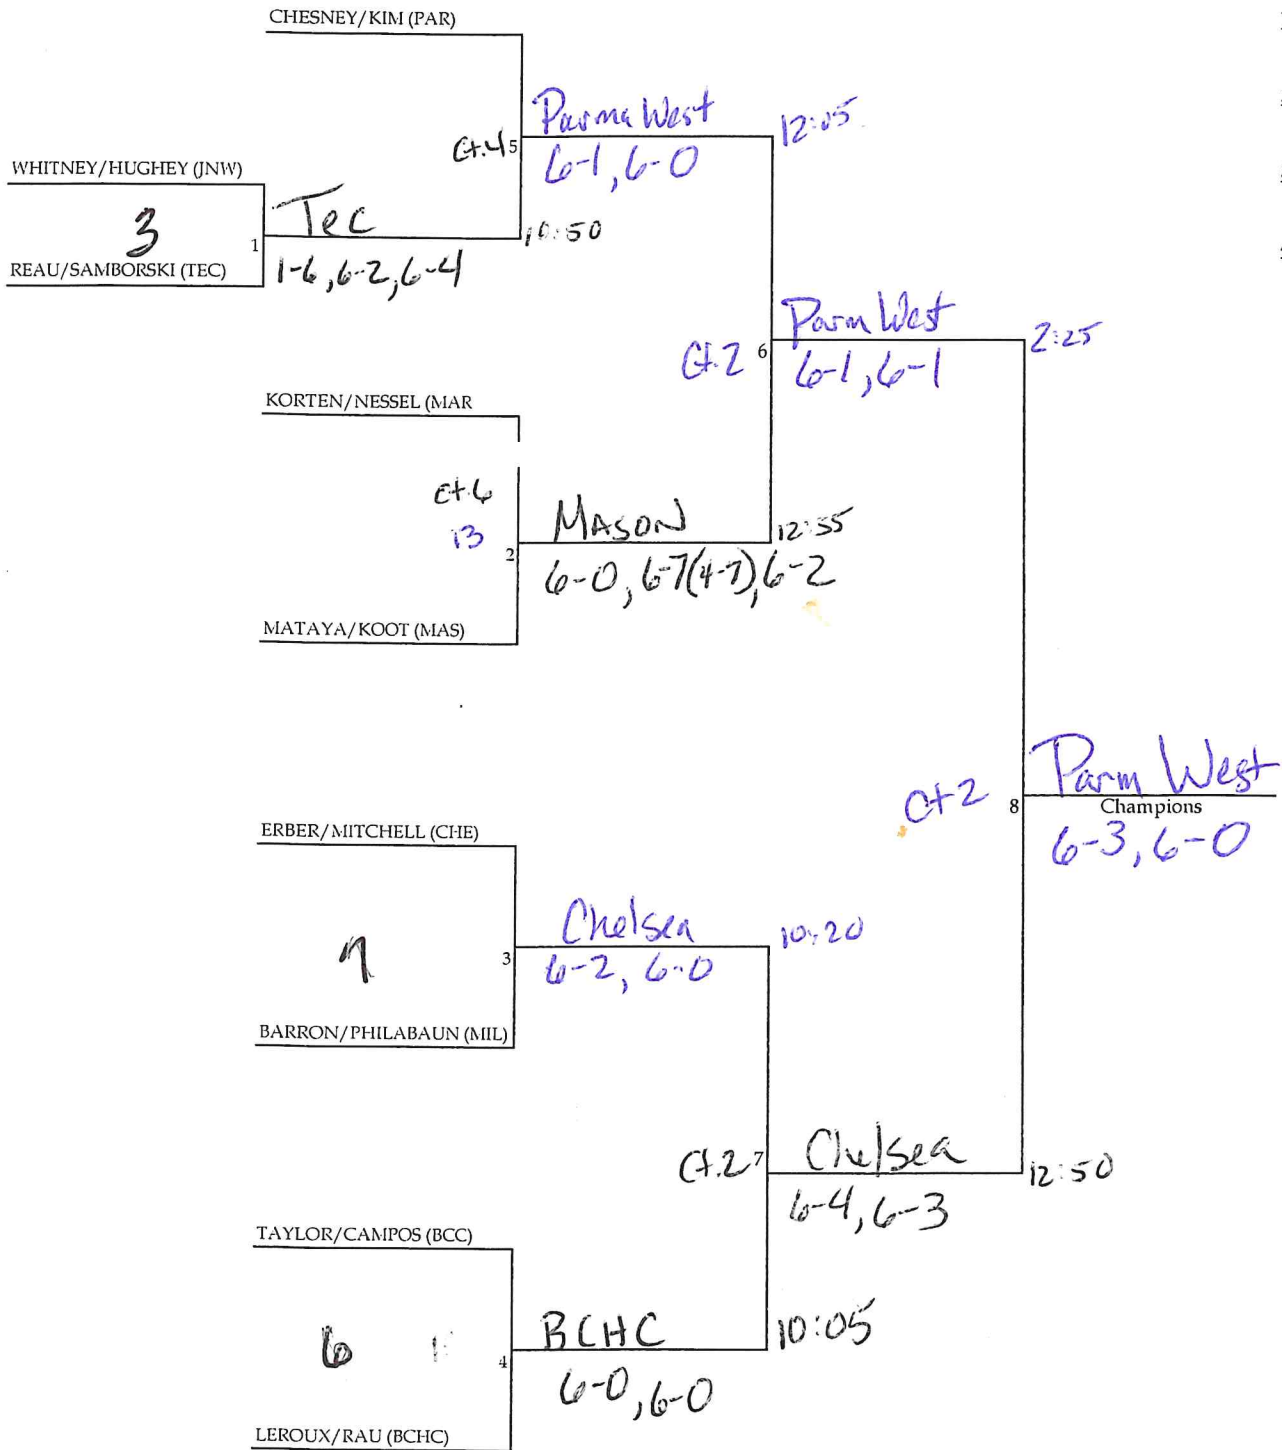 CHESNEY/KIM (PAR)
Parma West
12:05
Ct.4 5
6-1, 6-0
WHITNEY/HUGHEY (JNW)
3
1
Tec
10:50
REAU/SAMBORSKI (TEC)
1-6, 6-2, 6-4
Parm West
2:25
Ct.2 6
6-1, 6-1
KORTEN/NESSEL (MAR
ct.6
13
2
MASON
12:55
6-0, 6-7(4-7), 6-2
MATAYA/KOOT (MAS)
Parm West
Ct 2 8
Champions
6-3, 6-0
ERBER/MITCHELL (CHE)
Chelsea
10:20
3
6-2, 6-0
BARRON/PHILABAUN (MIL)
Chelsea
Ct.2 7
12:50
6-4, 6-3
TAYLOR/CAMPOS (BCC)
6
4
BCHC
10:05
6-0, 6-0
LEROUX/RAU (BCHC)